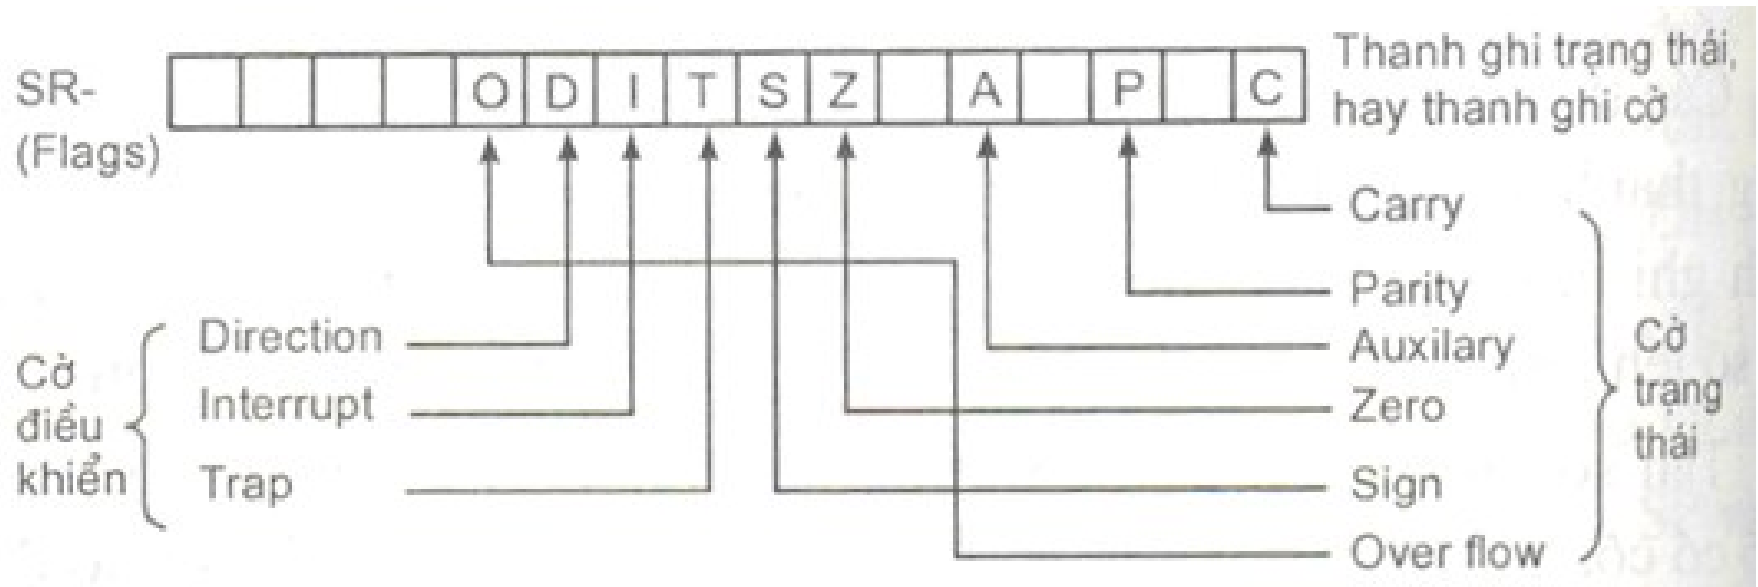 SR-
(Flags)
O D I T S Z A P C
Thanh ghi trạng thái,
hay thanh ghi cờ
Carry
Parity
Auxilary
Zero
Sign
Over flow
Cờ
trạng
thái
Direction
Interrupt
Trap
Cờ
điều
khiển